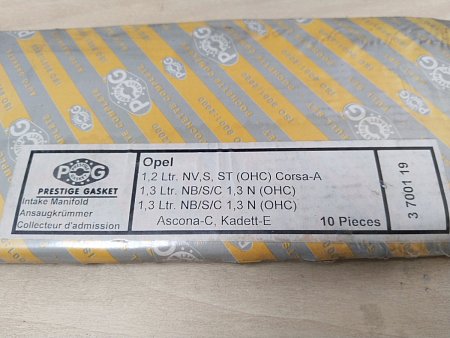 PG
PRESTIGE GASKET
Intake Manifold
Ansaugkrümmer
Collecteur d'admission
Opel
1,2 Ltr. NV,S, ST (OHC) Corsa-A
1,3 Ltr. NB/S/C 1,3 N (OHC)
1,3 Ltr. NB/S/C 1,3 N (OHC)
Ascona-C, Kadett-E
10 Pieces
3 7001 19